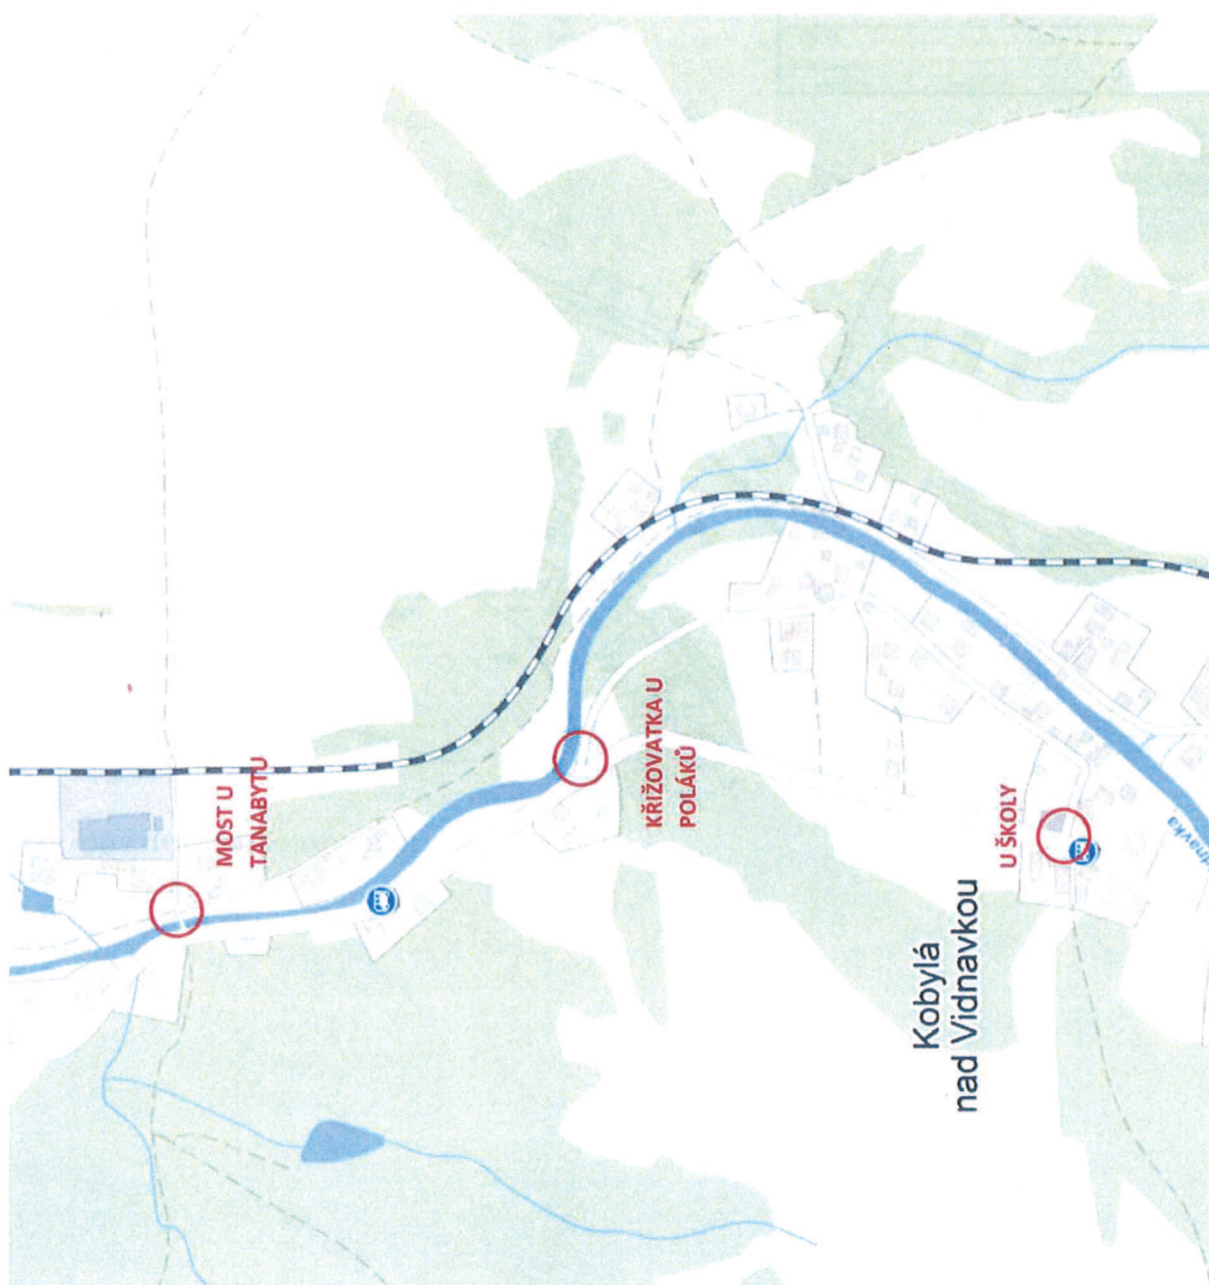 MOST U
TANABYTU
KŘIŽOVATKA U
POLÁKŮ
U ŠKOLY
Kobylá
nad Vidnavkou